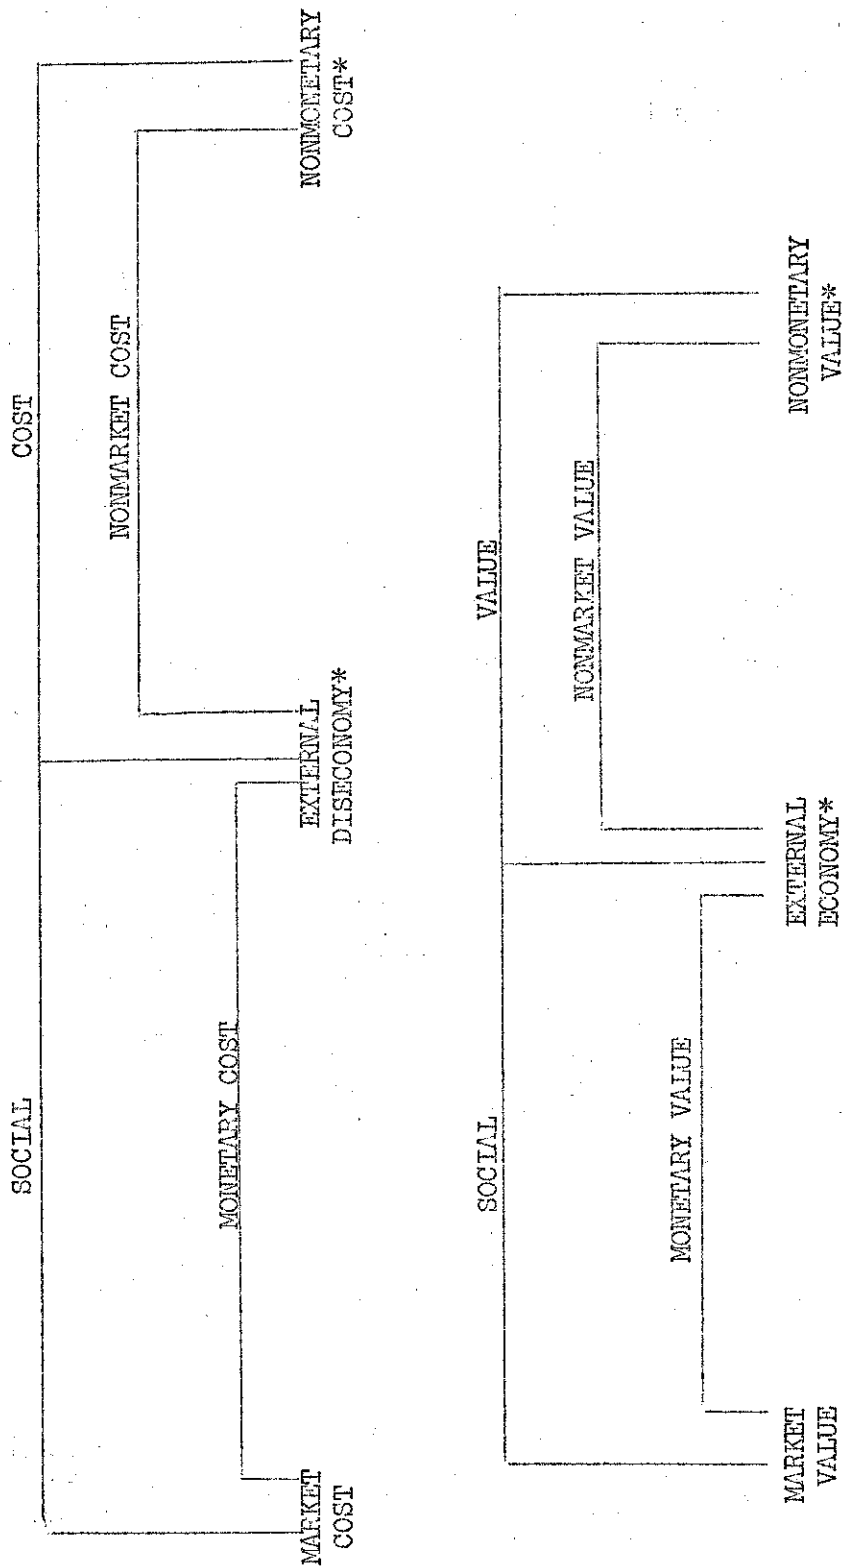 SOCIAL COST
NONMARKET COST
MONETARY COST
MARKET COST
EXTERNAL DISECONOMY*
NONMONETARY COST*
SOCIAL VALUE
NONMARKET VALUE
MONETARY VALUE
MARKET VALUE
EXTERNAL ECONOMY*
NONMONETARY VALUE*